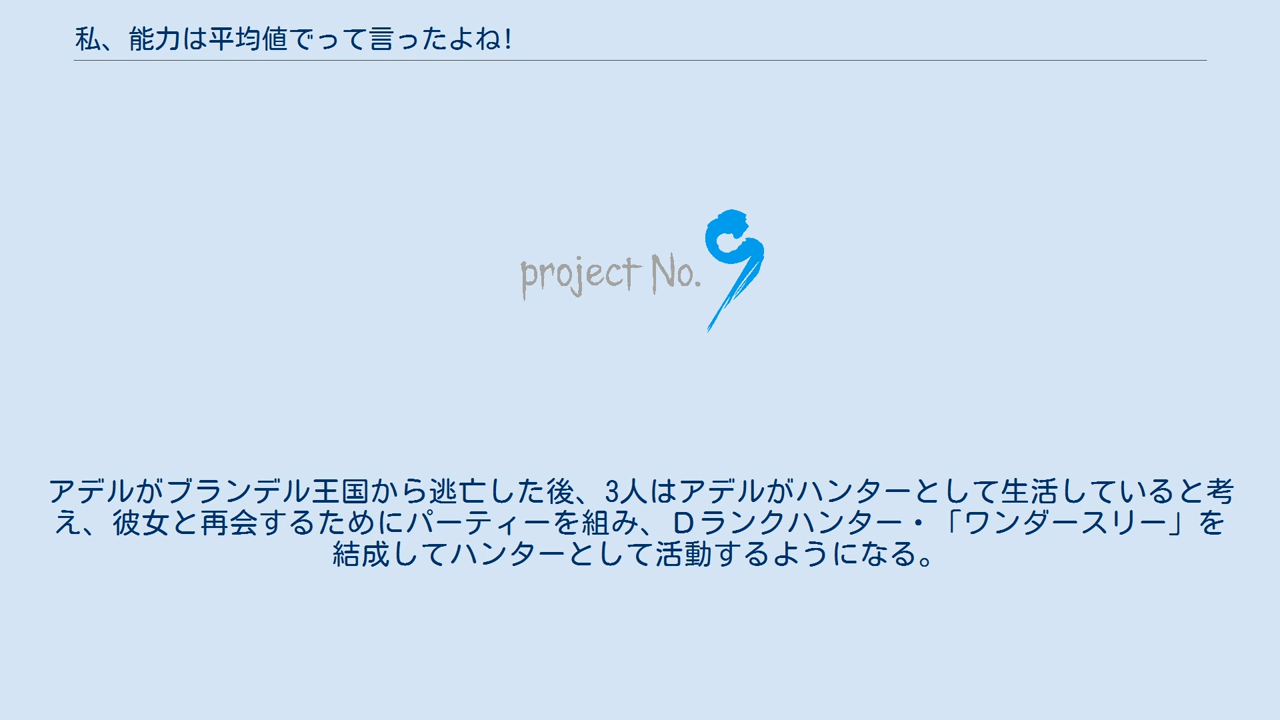 私、能力は平均値でって言ったよね!
project No.9
アデルがブランデル王国から逃亡した後、3人はアデルがハンターとして生活していると考
え、彼女と再会するためにパーティーを組み、Ｄランクハンター・「ワンダースリー」を
結成してハンターとして活動するようになる。